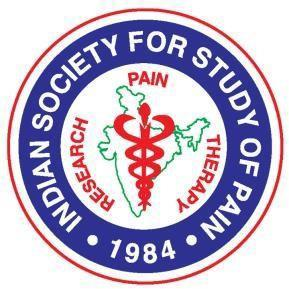 INDIAN SOCIETY FOR STUDY OF PAIN
• 1984 •
RESEARCH
PAIN
THERAPY